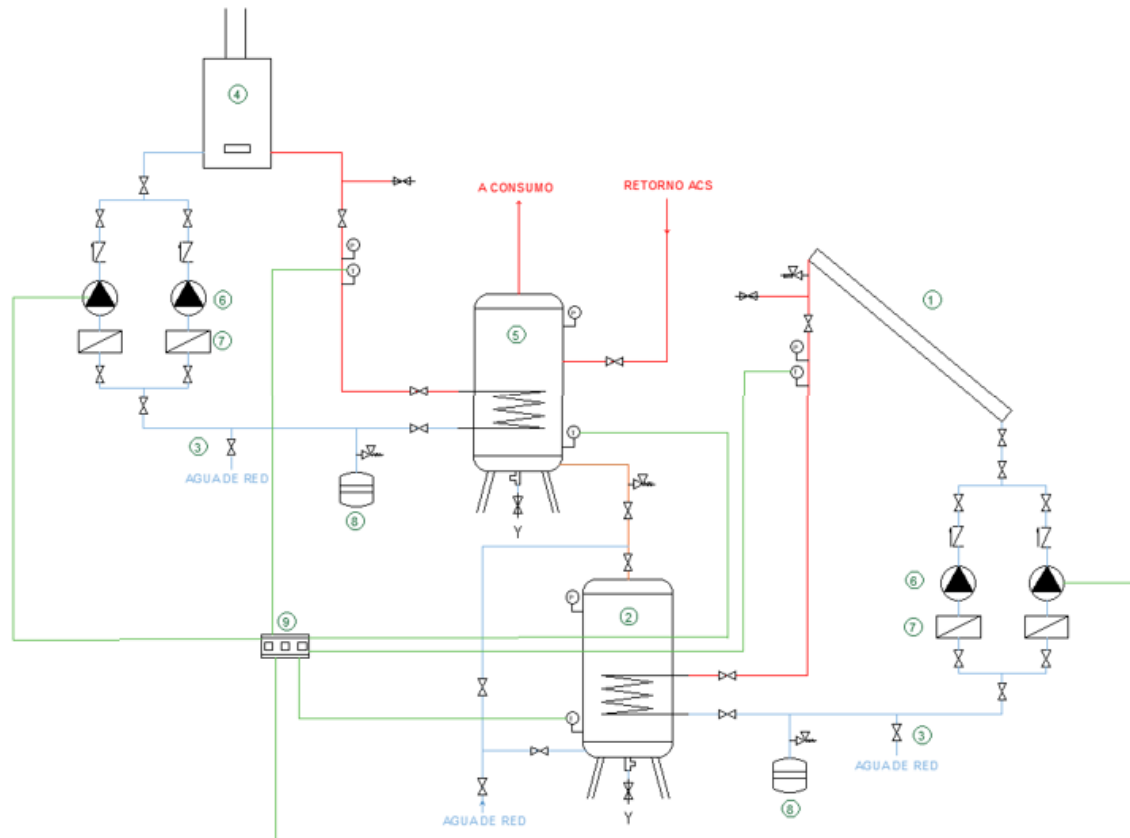 4
A CONSUMO
RETORNO ACS
P
T
6
7
P
5
1
P
T
3
AGUA DE RED
T
8
9
P
2
6
7
T
3
AGUA DE RED
8
AGUA DE RED
Y
Y